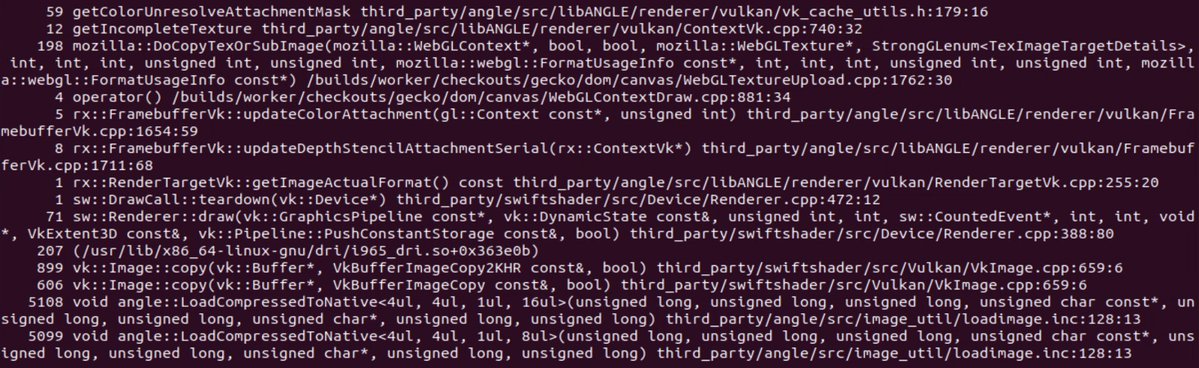 59 getColorUnresolveAttachmentMask third_party/angle/src/libANGLE/renderer/vulkan/vk_cache_utils.h:179:16
12 getIncompleteTexture third_party/angle/src/libANGLE/renderer/vulkan/ContextVk.cpp:740:32
198 mozilla::DoCopyTexOrSubImage(mozilla::WebGLContext*, bool, bool, mozilla::WebGLTexture*, StrongGLenum<TexImageTargetDetails>,
int, int, int, unsigned int, unsigned int, mozilla::webgl::FormatUsageInfo const*, int, int, int, unsigned int, unsigned int, mozill
a::webgl::FormatUsageInfo const*) /builds/worker/checkouts/gecko/dom/canvas/WebGLTextureUpload.cpp:1762:30
4 operator() /builds/worker/checkouts/gecko/dom/canvas/WebGLContextDraw.cpp:881:34
5 rx::FramebufferVk::updateColorAttachment(gl::Context const*, unsigned int) third_party/angle/src/libANGLE/renderer/vulkan/Fra
mebufferVk.cpp:1654:59
8 rx::FramebufferVk::updateDepthStencilAttachmentSerial(rx::ContextVk*) third_party/angle/src/libANGLE/renderer/vulkan/Framebuf
ferVk.cpp:1711:68
1 rx::RenderTargetVk::getImageActualFormat() const third_party/angle/src/libANGLE/renderer/vulkan/RenderTargetVk.cpp:255:20
1 sw::DrawCall::teardown(vk::Device*) third_party/swiftshader/src/Device/Renderer.cpp:472:12
71 sw::Renderer::draw(vk::GraphicsPipeline const*, vk::DynamicState const&, unsigned int, int, sw::CountedEvent*, int, int, void
*, VkExtent3D const&, vk::Pipeline::PushConstantStorage const&, bool) third_party/swiftshader/src/Device/Renderer.cpp:388:80
207 (/usr/lib/x86_64-linux-gnu/dri/i965_dri.so+0x363e0b)
899 vk::Image::copy(vk::Buffer*, VkBufferImageCopy2KHR const&, bool) third_party/swiftshader/src/Vulkan/VkImage.cpp:659:6
606 vk::Image::copy(vk::Buffer*, VkBufferImageCopy const&, bool) third_party/swiftshader/src/Vulkan/VkImage.cpp:659:6
5108 void angle::LoadCompressedToNative<4ul, 4ul, 1ul, 16ul>(unsigned long, unsigned long, unsigned long, unsigned char const*, un
signed long, unsigned long, unsigned char*, unsigned long, unsigned long) third_party/angle/src/image_util/loadimage.inc:128:13
5099 void angle::LoadCompressedToNative<4ul, 4ul, 1ul, 8ul>(unsigned long, unsigned long, unsigned long, unsigned char const*, uns
igned long, unsigned long, unsigned char*, unsigned long, unsigned long) third_party/angle/src/image_util/loadimage.inc:128:13